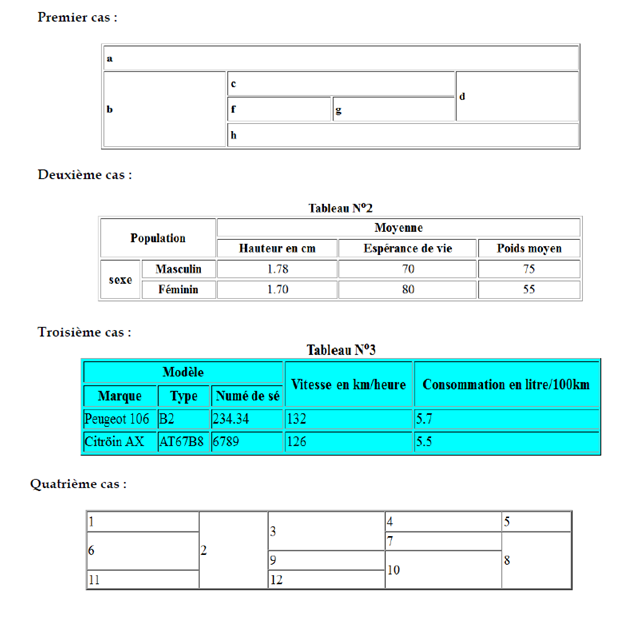 Premier cas :
a
c
b d
f g
h
Deuxième cas :
Tableau N°2
Population Moyenne
Hauteur en cm Espérance de vie Poids moyen
sexe Masculin 1.78 70 75
Féminin 1.70 80 55
Troisième cas :
Tableau N°3
Modèle Vitesse en km/heure Consommation en litre/100km
Marque Type Numé de sé
Peugeot 106 B2 234.34 132 5.7
Citröin AX AT67B8 6789 126 5.5
Quatrième cas :
1 2 3 4 5
6 7 8
9 10
11 12